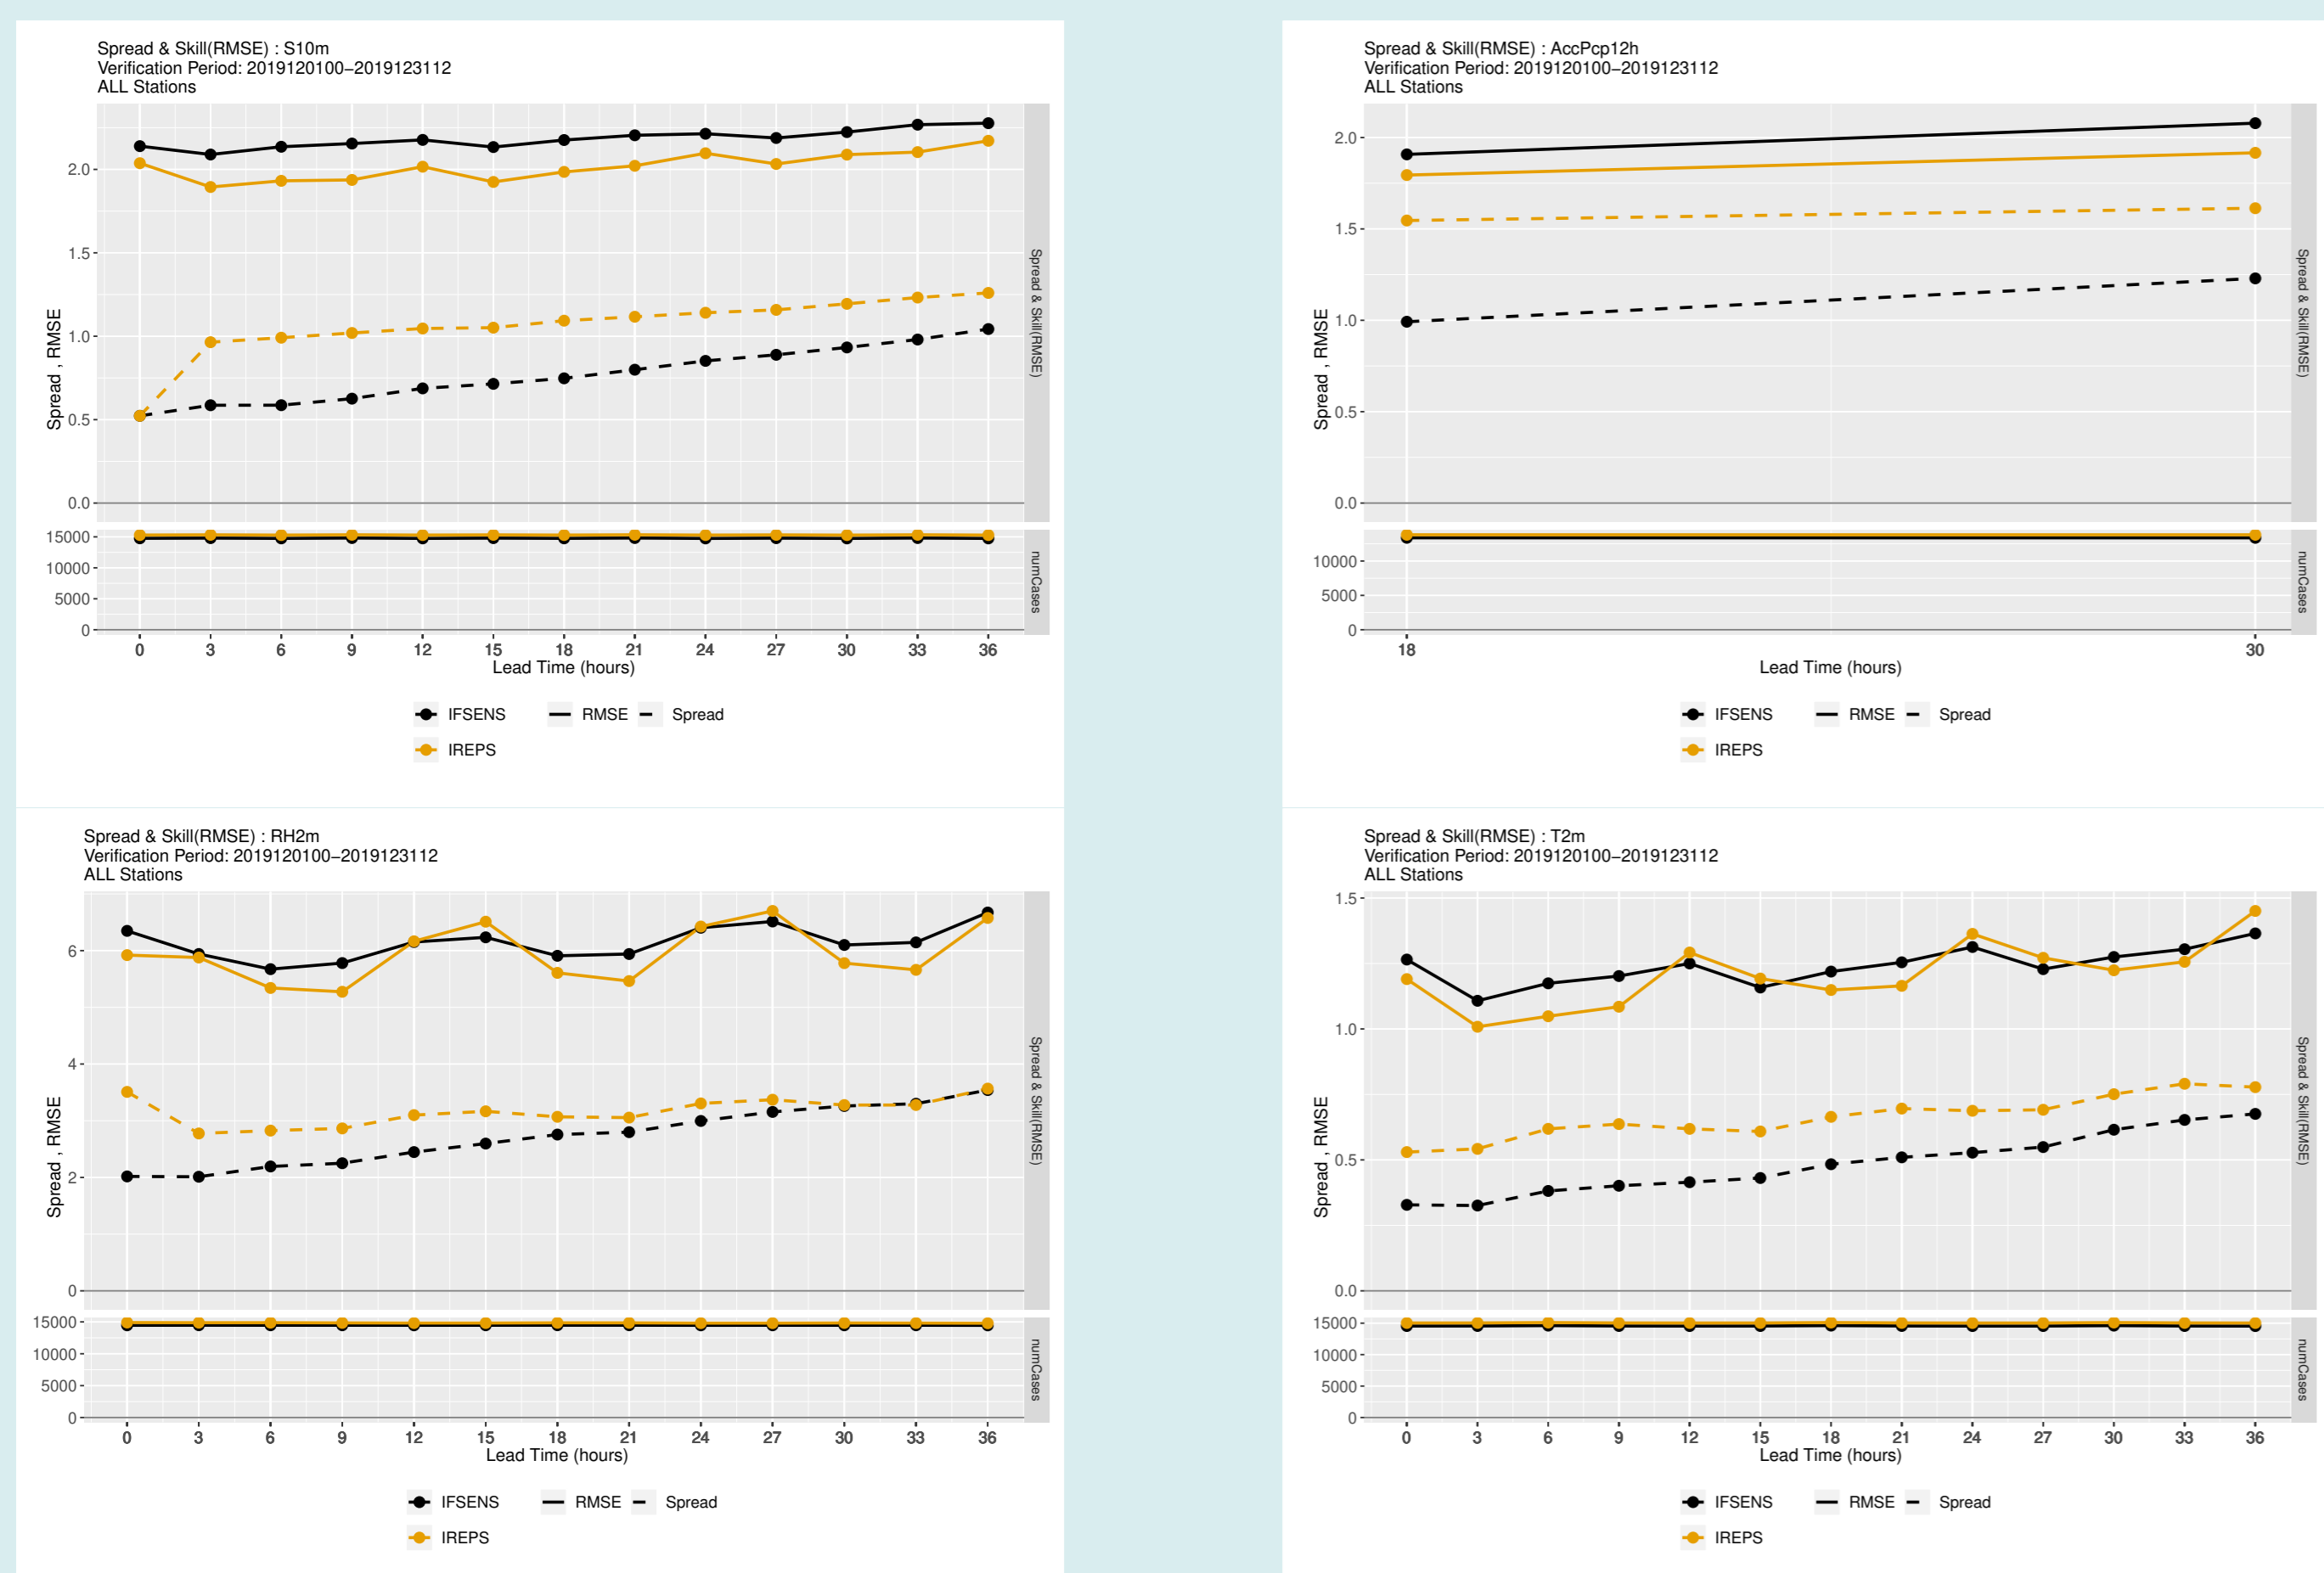 Spread & Skill(RMSE) : S10m
Verification Period: 2019120100−2019123112
ALL Stations
Spread , RMSE
2.0
1.5
1.0
0.5
0.0
Spread & Skill(RMSE)
15000
10000
5000
0
numCases
0 3 6 9 12 15 18 21 24 27 30 33 36
Lead Time (hours)
IFSENS RMSE Spread
IREPS
Spread & Skill(RMSE) : AccPcp12h
Verification Period: 2019120100−2019123112
ALL Stations
Spread , RMSE
2.0
1.5
1.0
0.5
0.0
Spread & Skill(RMSE)
10000
5000
0
numCases
18 30
Lead Time (hours)
IFSENS RMSE Spread
IREPS
Spread & Skill(RMSE) : RH2m
Verification Period: 2019120100−2019123112
ALL Stations
Spread , RMSE
6
4
2
0
Spread & Skill(RMSE)
15000
10000
5000
0
numCases
0 3 6 9 12 15 18 21 24 27 30 33 36
Lead Time (hours)
IFSENS RMSE Spread
IREPS
Spread & Skill(RMSE) : T2m
Verification Period: 2019120100−2019123112
ALL Stations
Spread , RMSE
1.5
1.0
0.5
0.0
Spread & Skill(RMSE)
15000
10000
5000
0
numCases
0 3 6 9 12 15 18 21 24 27 30 33 36
Lead Time (hours)
IFSENS RMSE Spread
IREPS